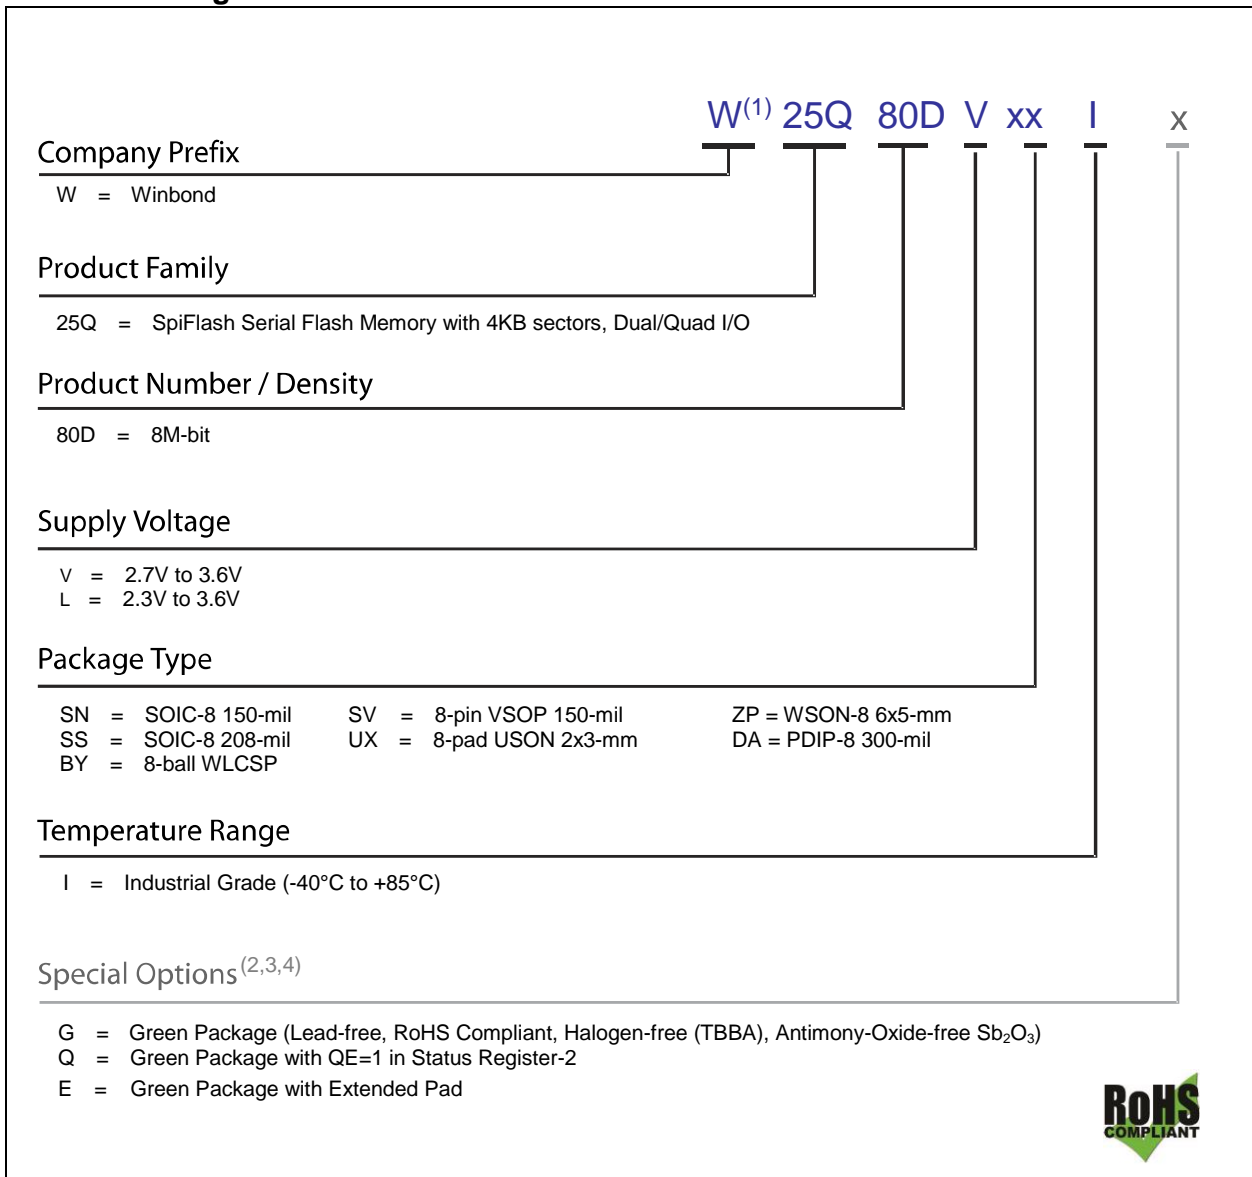 W(1) 25Q 80D V xx I x
Company Prefix
W = Winbond
Product Family
25Q = SpiFlash Serial Flash Memory with 4KB sectors, Dual/Quad I/O
Product Number / Density
80D = 8M-bit
Supply Voltage
V = 2.7V to 3.6V
L = 2.3V to 3.6V
Package Type
SN = SOIC-8 150-mil SV = 8-pin VSOP 150-mil ZP = WSON-8 6x5-mm
SS = SOIC-8 208-mil UX = 8-pad USON 2x3-mm DA = PDIP-8 300-mil
BY = 8-ball WLCSP
Temperature Range
I = Industrial Grade (-40°C to +85°C)
Special Options(2,3,4)
G = Green Package (Lead-free, RoHS Compliant, Halogen-free (TBBA), Antimony-Oxide-free Sb₂O₃)
Q = Green Package with QE=1 in Status Register-2
E = Green Package with Extended Pad
RoHS
COMPLIANT